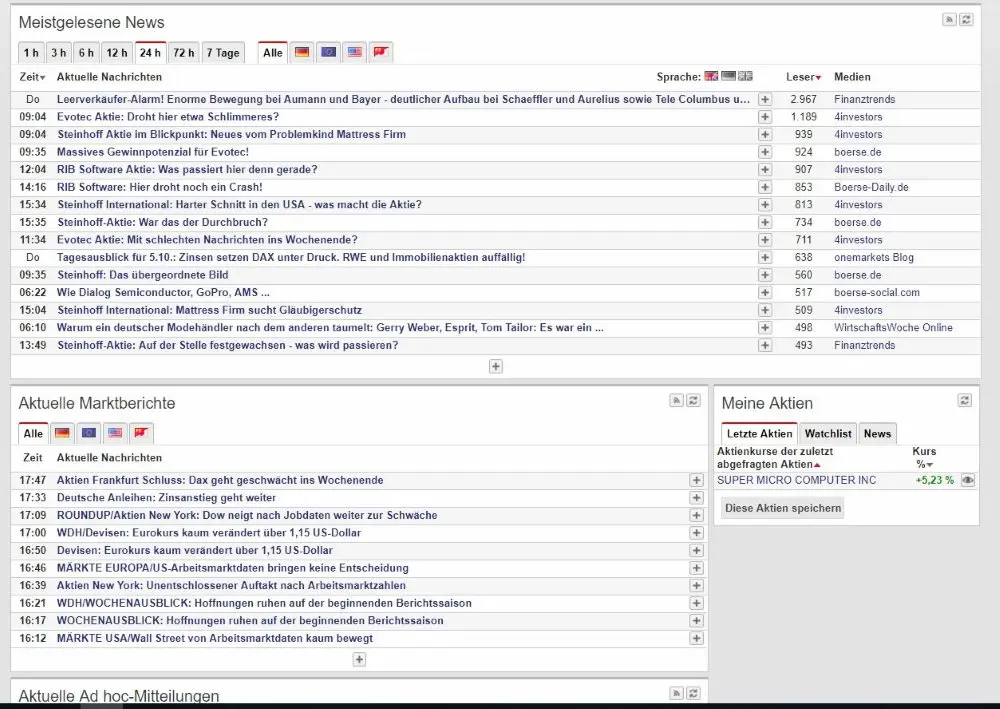 Meistgelesene News
1 h 3 h 6 h 12 h 24 h 72 h 7 Tage Alle
Zeit▾ Aktuelle Nachrichten Sprache: Leser▾ Medien
Do Leerverkäufer-Alarm! Enorme Bewegung bei Aumann und Bayer - deutlicher Aufbau bei Schaeffler und Aurelius sowie Tele Columbus u... + 2.967 Finanztrends
09:04 Evotec Aktie: Droht hier etwa Schlimmeres? + 1.189 4investors
09:04 Steinhoff Aktie im Blickpunkt: Neues vom Problemkind Mattress Firm + 939 4investors
09:35 Massives Gewinnpotenzial für Evotec! + 924 boerse.de
12:04 RIB Software Aktie: Was passiert hier denn gerade? + 907 4investors
14:16 RIB Software: Hier droht noch ein Crash! + 853 Boerse-Daily.de
15:34 Steinhoff International: Harter Schnitt in den USA - was macht die Aktie? + 813 4investors
15:35 Steinhoff-Aktie: War das der Durchbruch? + 734 boerse.de
11:34 Evotec Aktie: Mit schlechten Nachrichten ins Wochenende? + 711 4investors
Do Tagesausblick für 5.10.: Zinsen setzen DAX unter Druck. RWE und Immobilienaktien auffällig! + 638 onemarkets Blog
09:35 Steinhoff: Das übergeordnete Bild + 560 boerse.de
06:22 Wie Dialog Semiconductor, GoPro, AMS ... + 517 boerse-social.com
15:04 Steinhoff International: Mattress Firm sucht Gläubigerschutz + 509 4investors
06:10 Warum ein deutscher Modehändler nach dem anderen taumelt: Gerry Weber, Esprit, Tom Tailor: Es war ein ... + 498 WirtschaftsWoche Online
13:49 Steinhoff-Aktie: Auf der Stelle festgewachsen - was wird passieren? + 493 Finanztrends
+
Aktuelle Marktberichte
Alle
Zeit Aktuelle Nachrichten
17:47 Aktien Frankfurt Schluss: Dax geht geschwächt ins Wochenende +
17:33 Deutsche Anleihen: Zinsanstieg geht weiter +
17:09 ROUNDUP/Aktien New York: Dow neigt nach Jobdaten weiter zur Schwäche +
17:00 WDH/Devisen: Eurokurs kaum verändert über 1,15 US-Dollar +
16:50 Devisen: Eurokurs kaum verändert über 1,15 US-Dollar +
16:46 MÄRKTE EUROPA/US-Arbeitsmarktdaten bringen keine Entscheidung +
16:39 Aktien New York: Unentschlossener Auftakt nach Arbeitsmarktzahlen +
16:21 WDH/WOCHENAUSBLICK: Hoffnungen ruhen auf der beginnenden Berichtssaison +
16:17 WOCHENAUSBLICK: Hoffnungen ruhen auf der beginnenden Berichtssaison +
16:12 MÄRKTE USA/Wall Street von Arbeitsmarktdaten kaum bewegt +
+
Meine Aktien
Letzte Aktien Watchlist News
Aktienkurse der zuletzt Kurs
abgefragten Aktien▴ %▾
SUPER MICRO COMPUTER INC +5,23 %
Diese Aktien speichern
Aktuelle Ad hoc-Mitteilungen